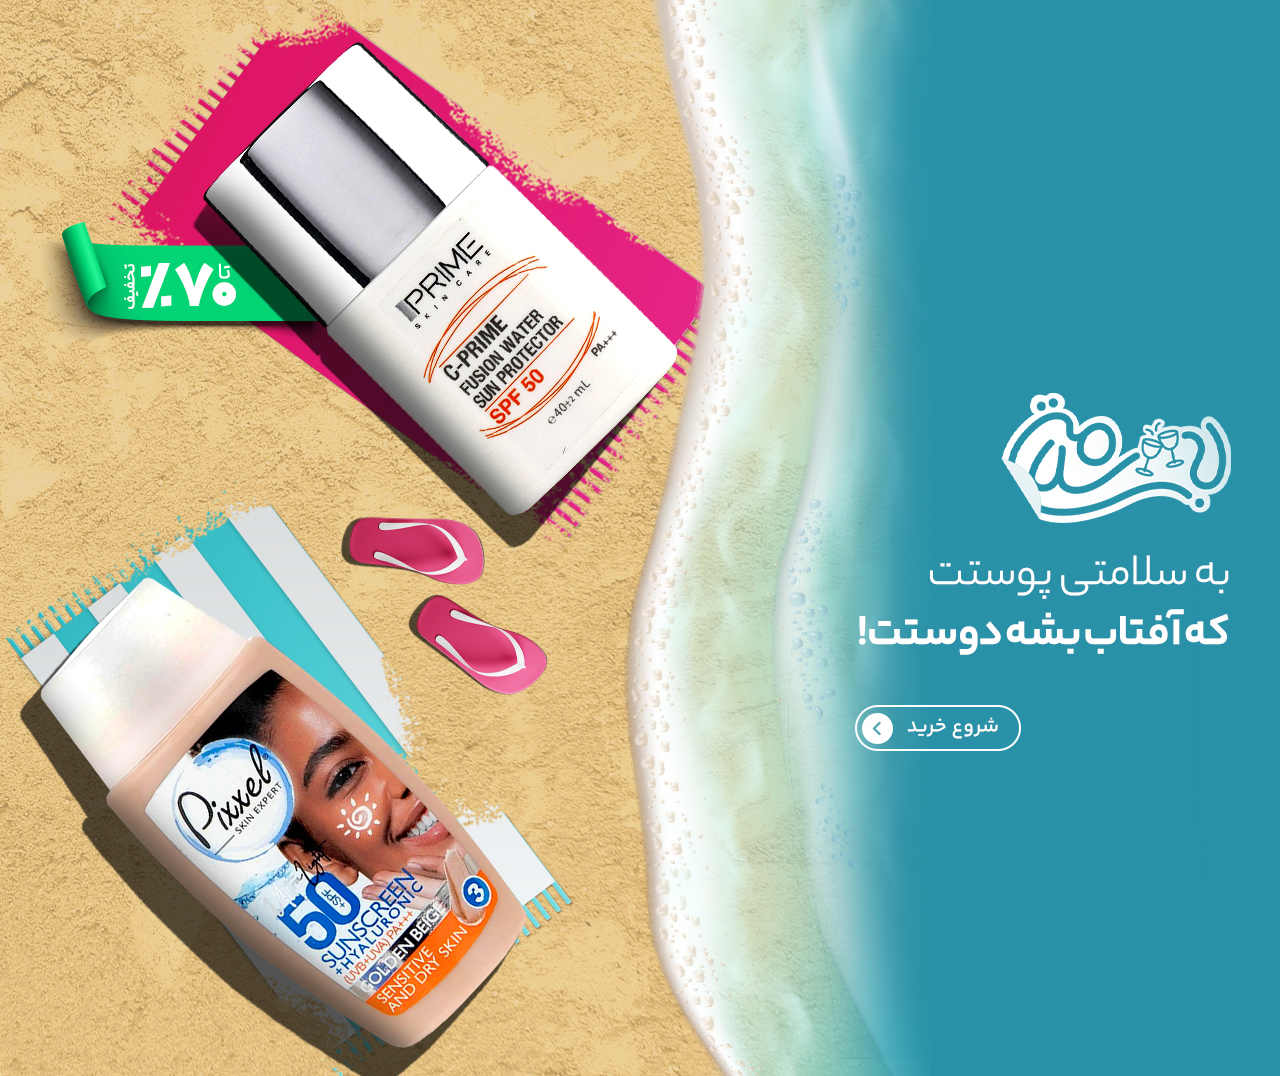 تا
٪۷۰
تخفیف
PRIME
SKIN CARE
C-PRIME
FUSION WATER
SUN PROTECTOR
SPF 50
PA+++
℮40±2 mL
به سلامتی پوستت
که آفتاب بشه دوستت!
شروع خرید
Pixxel®
SKIN EXPERT
50
SPF
SUNSCREEN
+HYALURONIC
(UVB+UVA) PA+++
GOLDEN BEIGE
3
SENSITIVE
AND DRY SKIN